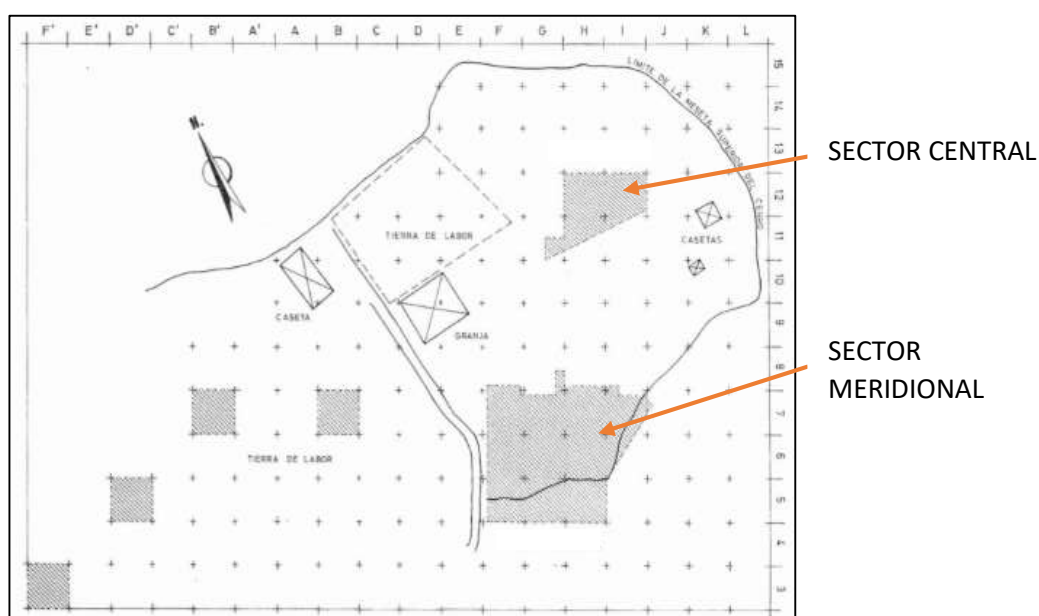 F' E' D' C' B' A' A B C D E F G H I J K L
15
14
13
12
11
10
9
8
7
6
5
4
3
N.
LIMITE DE LA MESETA SUPERIOR DEL CERRO
SECTOR CENTRAL
TIERRA DE LABOR
CASETAS
CASETA
GRANJA
SECTOR
MERIDIONAL
TIERRA DE LABOR